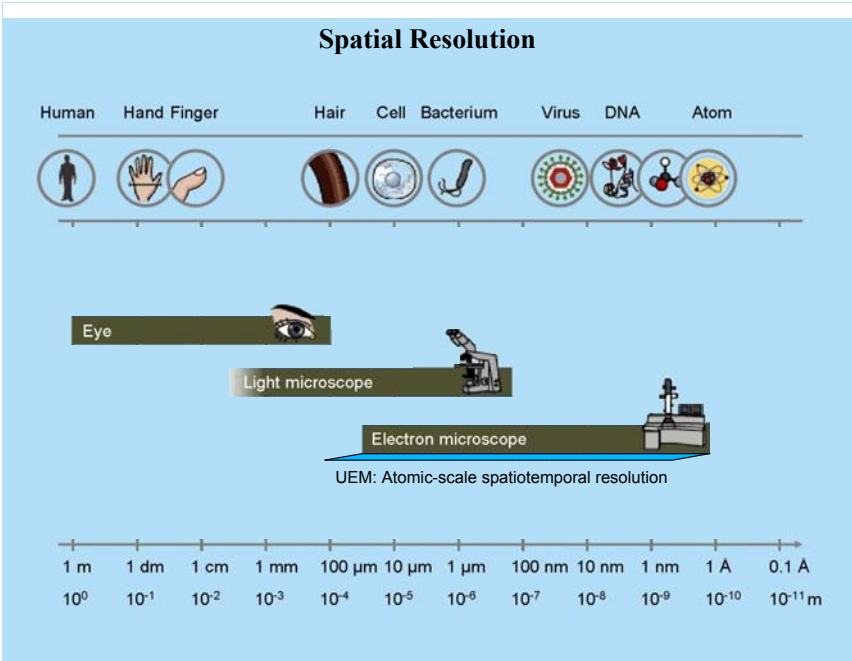 Spatial Resolution
Human Hand Finger Hair Cell Bacterium Virus DNA Atom
Eye
Light microscope
Electron microscope
UEM: Atomic-scale spatiotemporal resolution
1 m 1 dm 1 cm 1 mm 100 µm 10 µm 1 µm 100 nm 10 nm 1 nm 1 Å 0.1 Å
10⁰ 10⁻¹ 10⁻² 10⁻³ 10⁻⁴ 10⁻⁵ 10⁻⁶ 10⁻⁷ 10⁻⁸ 10⁻⁹ 10⁻¹⁰ 10⁻¹¹ m